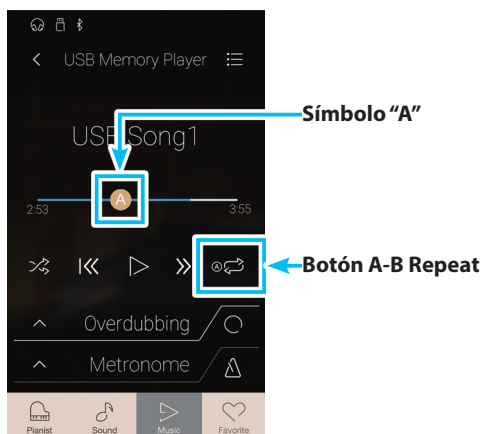 USB Memory Player
Símbolo “A”
USB Song1
A
2:53
3:55
A
Botón A-B Repeat
Overdubbing
Metronome
Pianist Sound Music Favorite